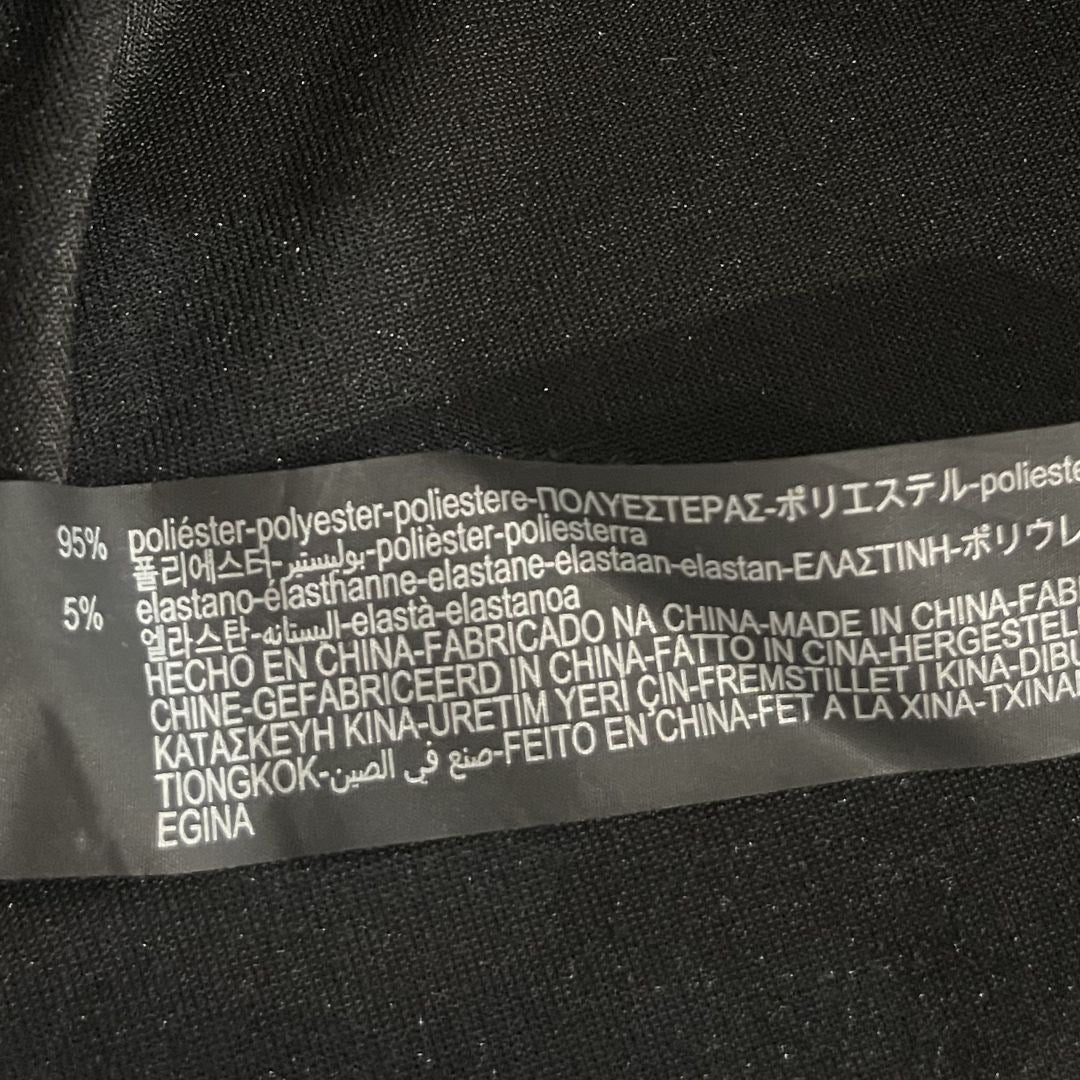 95% poliéster-polyester-poliestere-ΠΟΛΥΕΣΤΕΡΑΣ-ポリエステル-élieste
폴리에스터-بوليستير-polièster-poliesterra
5% elastano-élasthanne-elastane-elastaan-elastan-ΕΛΑΣΤΙΝΗ-ポリウレ
엘라스탄-اليستانه-elastà-elastanoa
HECHO EN CHINA-FABRICADO NA CHINA-MADE IN CHINA-FAB
CHINE-GEFABRICEERD IN CHINA-FATTO IN CINA-HERGESTEL
ΚΑΤΑΣΚΕΥΗ ΚΙΝΑ-URETIM YERİ ÇIN-FREMSTILLET I KINA-DIBU
TIONGKOK-صنع في الصين-FEITO EN CHINA-FET A LA XINA-TXINA
EGINA